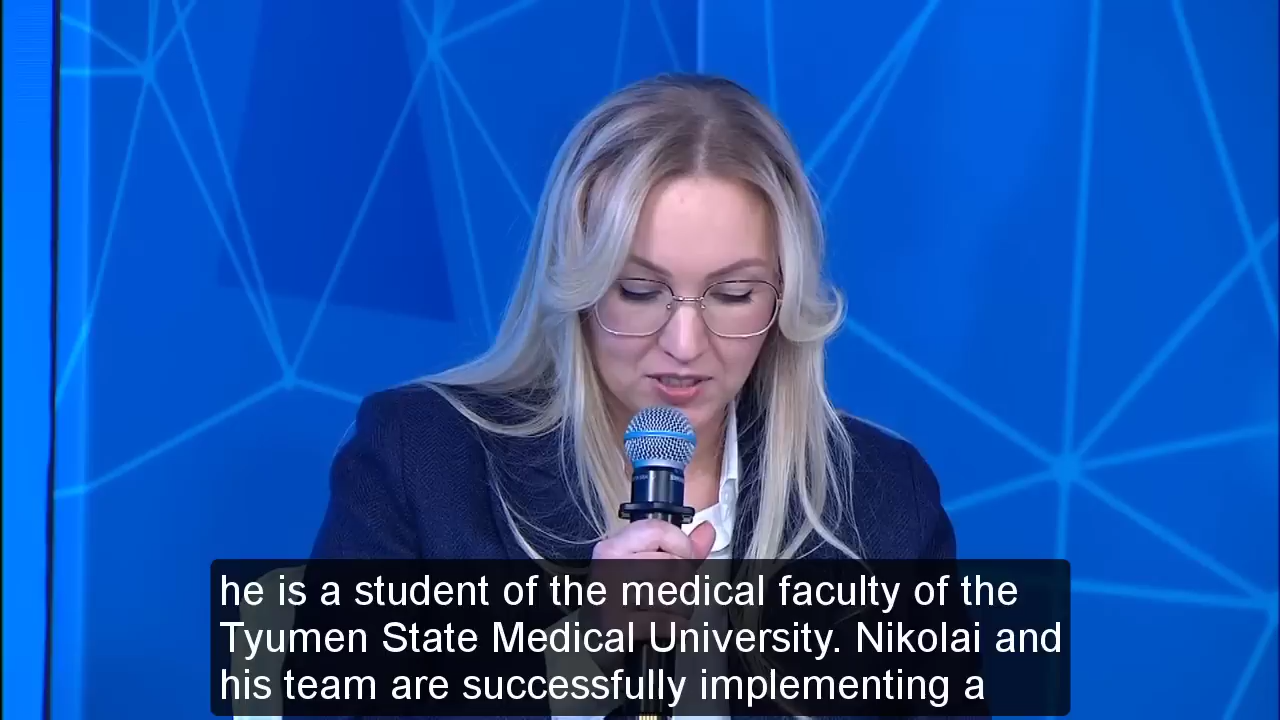 he is a student of the medical faculty of the
Tyumen State Medical University. Nikolai and
his team are successfully implementing a